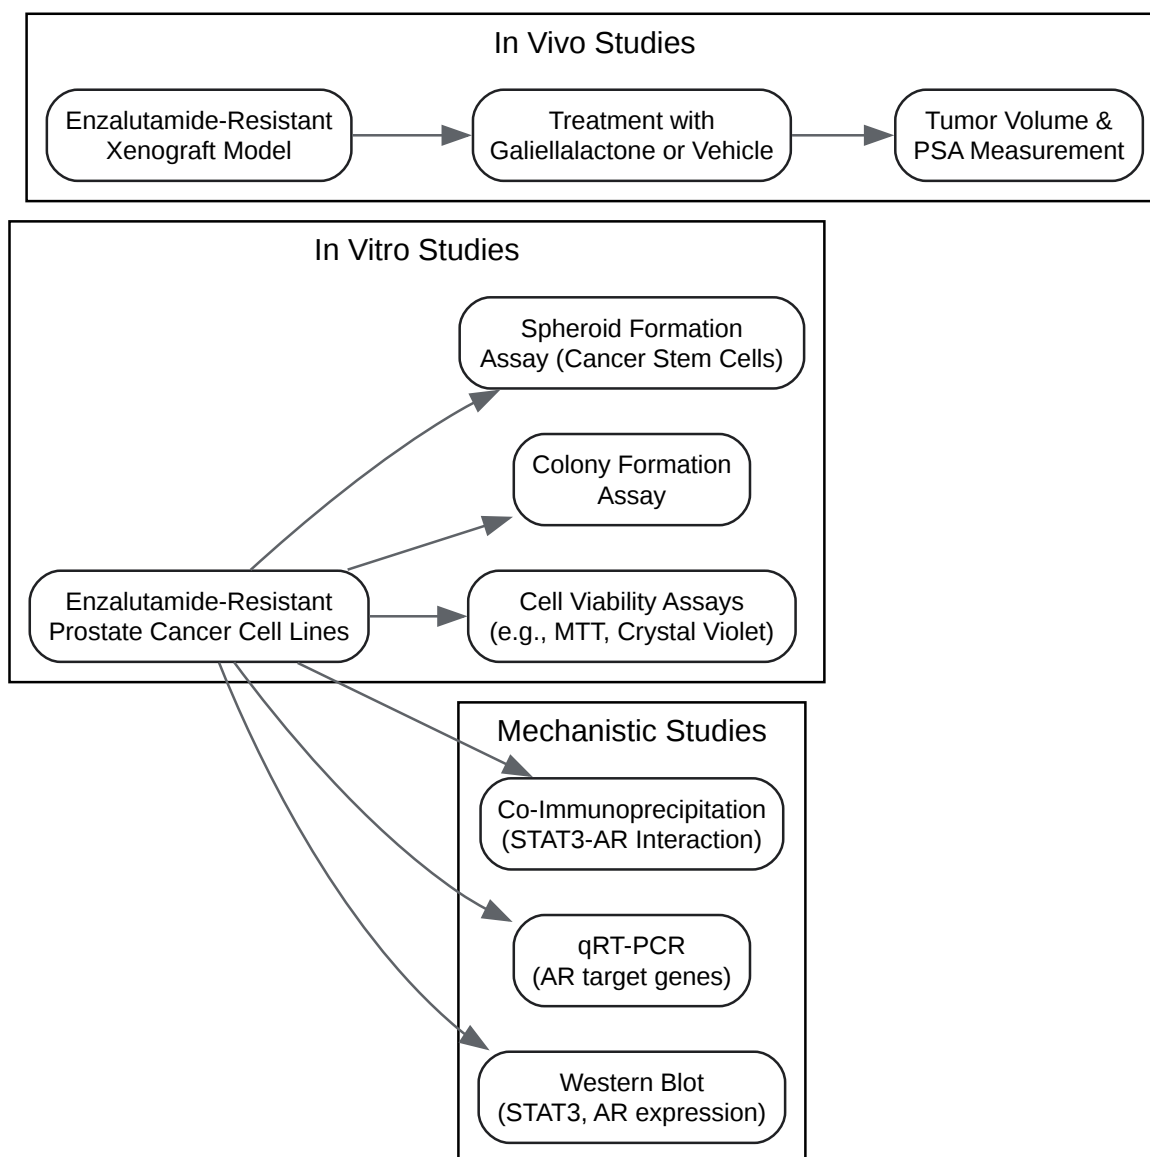 In Vivo Studies
Enzalutamide-Resistant
Xenograft Model
Treatment with
Galiellalactone or Vehicle
Tumor Volume &
PSA Measurement
In Vitro Studies
Spheroid Formation
Assay (Cancer Stem Cells)
Colony Formation
Assay
Enzalutamide-Resistant
Prostate Cancer Cell Lines
Cell Viability Assays
(e.g., MTT, Crystal Violet)
Mechanistic Studies
Co-Immunoprecipitation
(STAT3-AR Interaction)
qRT-PCR
(AR target genes)
Western Blot
(STAT3, AR expression)